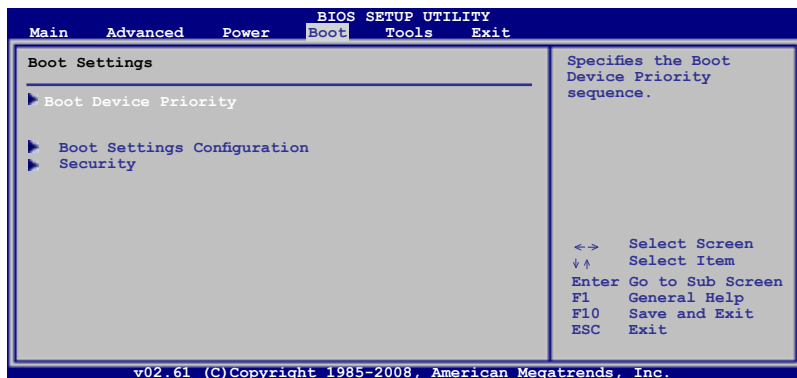 BIOS SETUP UTILITY
Main Advanced Power Boot Tools Exit
Boot Settings
Boot Device Priority
Boot Settings Configuration
Security
Specifies the Boot
Device Priority
sequence.
←→ Select Screen
↓↑ Select Item
Enter Go to Sub Screen
F1 General Help
F10 Save and Exit
ESC Exit
v02.61 (C)Copyright 1985-2008, American Megatrends, Inc.